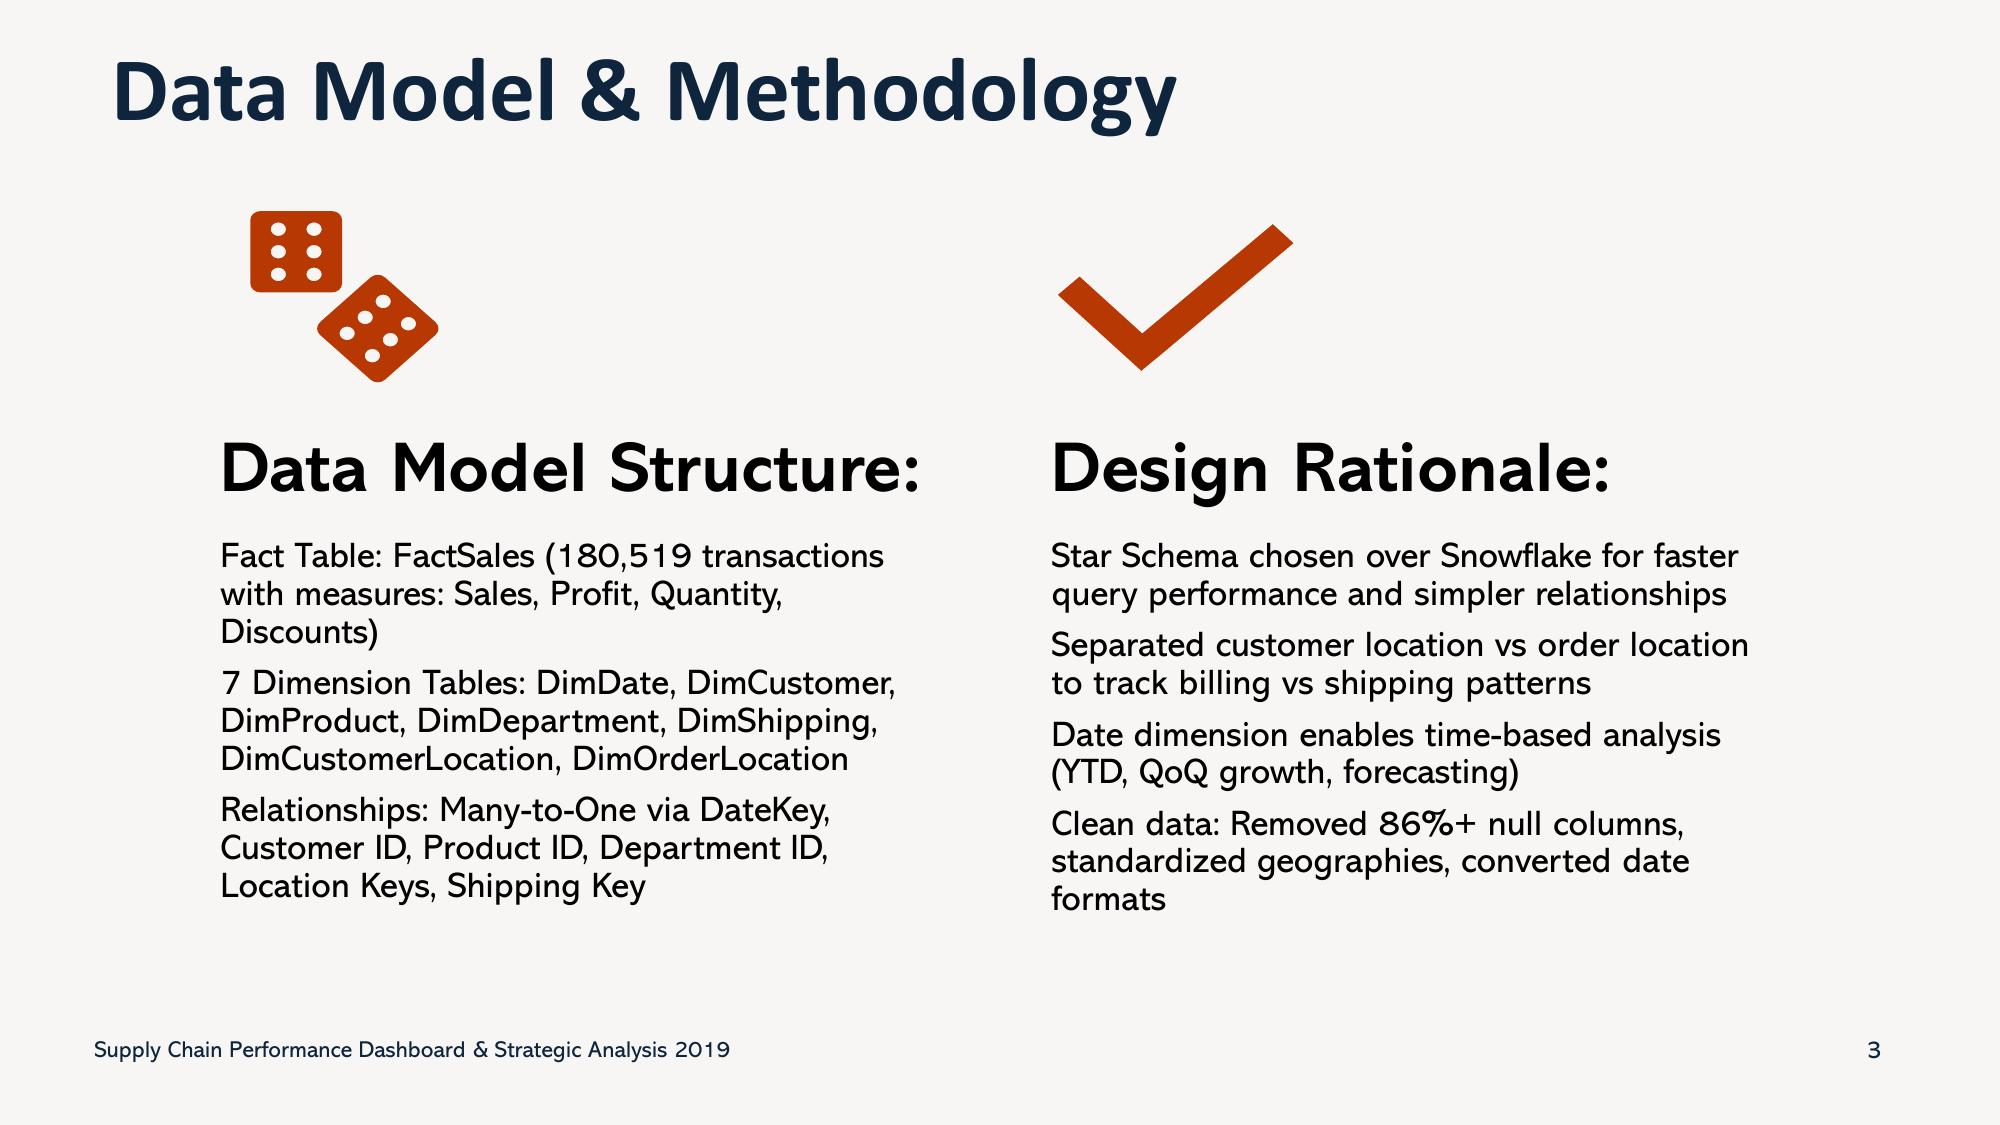 Data Model & Methodology
Data Model Structure:
Fact Table: FactSales (180,519 transactions
with measures: Sales, Profit, Quantity,
Discounts)
7 Dimension Tables: DimDate, DimCustomer,
DimProduct, DimDepartment, DimShipping,
DimCustomerLocation, DimOrderLocation
Relationships: Many-to-One via DateKey,
Customer ID, Product ID, Department ID,
Location Keys, Shipping Key
Design Rationale:
Star Schema chosen over Snowflake for faster
query performance and simpler relationships
Separated customer location vs order location
to track billing vs shipping patterns
Date dimension enables time-based analysis
(YTD, QoQ growth, forecasting)
Clean data: Removed 86%+ null columns,
standardized geographies, converted date
formats
Supply Chain Performance Dashboard & Strategic Analysis 2019
3